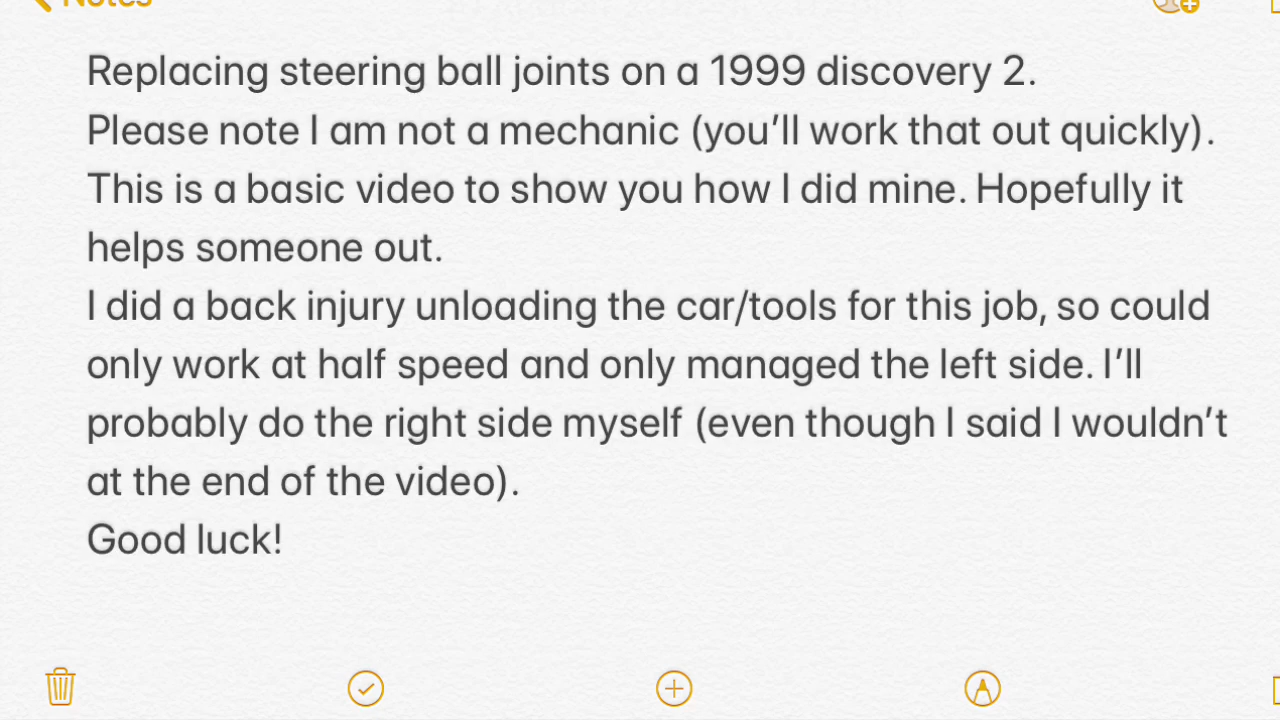 Notes
Replacing steering ball joints on a 1999 discovery 2.
Please note I am not a mechanic (you’ll work that out quickly).
This is a basic video to show you how I did mine. Hopefully it
helps someone out.
I did a back injury unloading the car/tools for this job, so could
only work at half speed and only managed the left side. I’ll
probably do the right side myself (even though I said I wouldn’t
at the end of the video).
Good luck!